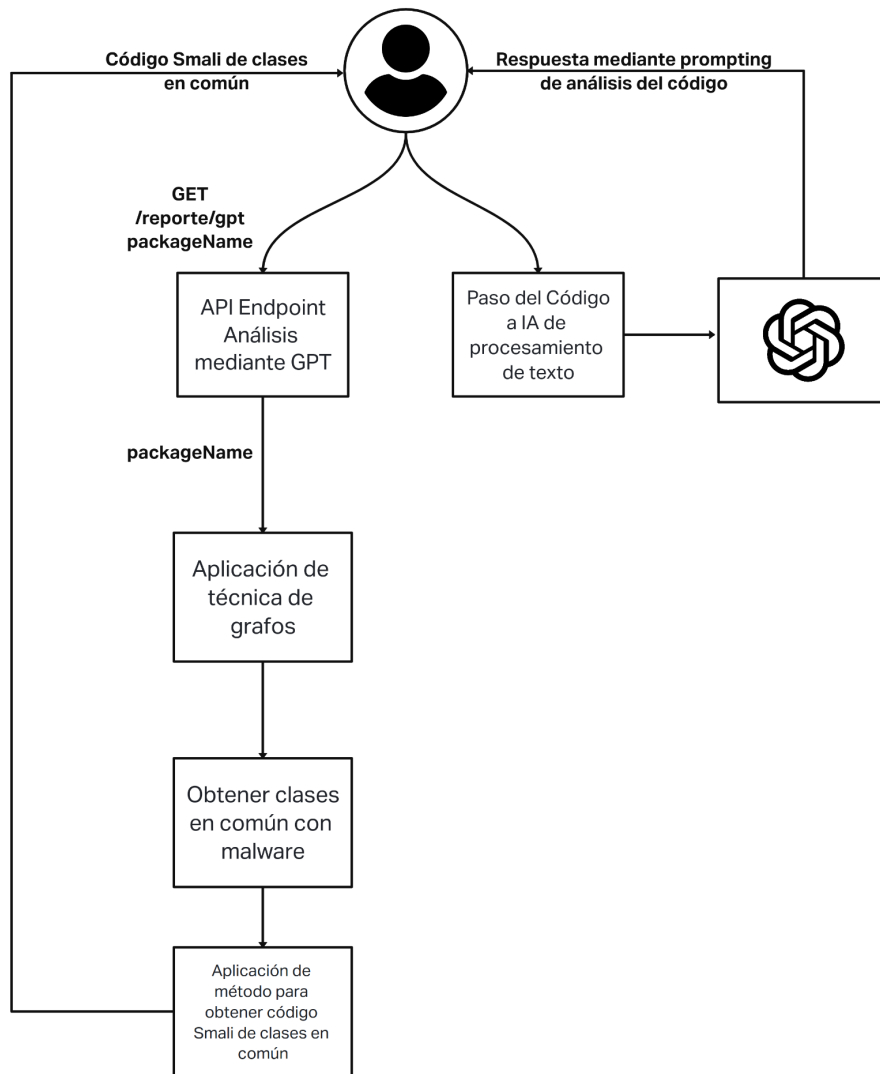 Código Smali de clases
en común
Respuesta mediante prompting
de análisis del código
GET
/reporte/gpt
packageName
API Endpoint
Análisis
mediante GPT
Paso del Código
a IA de
procesamiento
de texto
packageName
Aplicación de
técnica de
grafos
Obtener clases
en común con
malware
Aplicación de
método para
obtener código
Smali de clases en
común